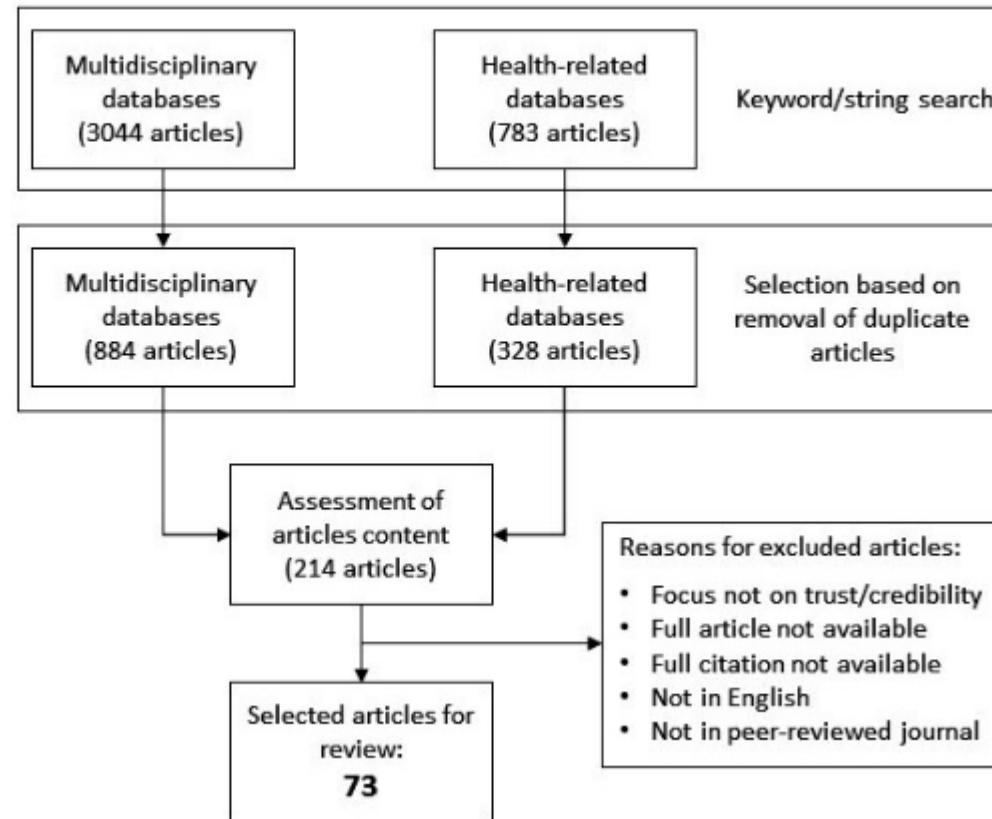 Multidisciplinary
databases
(3044 articles)
Health-related
databases
(783 articles)
Keyword/string search
Multidisciplinary
databases
(884 articles)
Health-related
databases
(328 articles)
Selection based on
removal of duplicate
articles
Assessment of
articles content
(214 articles)
Reasons for excluded articles:
• Focus not on trust/credibility
• Full article not available
• Full citation not available
• Not in English
• Not in peer-reviewed journal
Selected articles for
review:
73